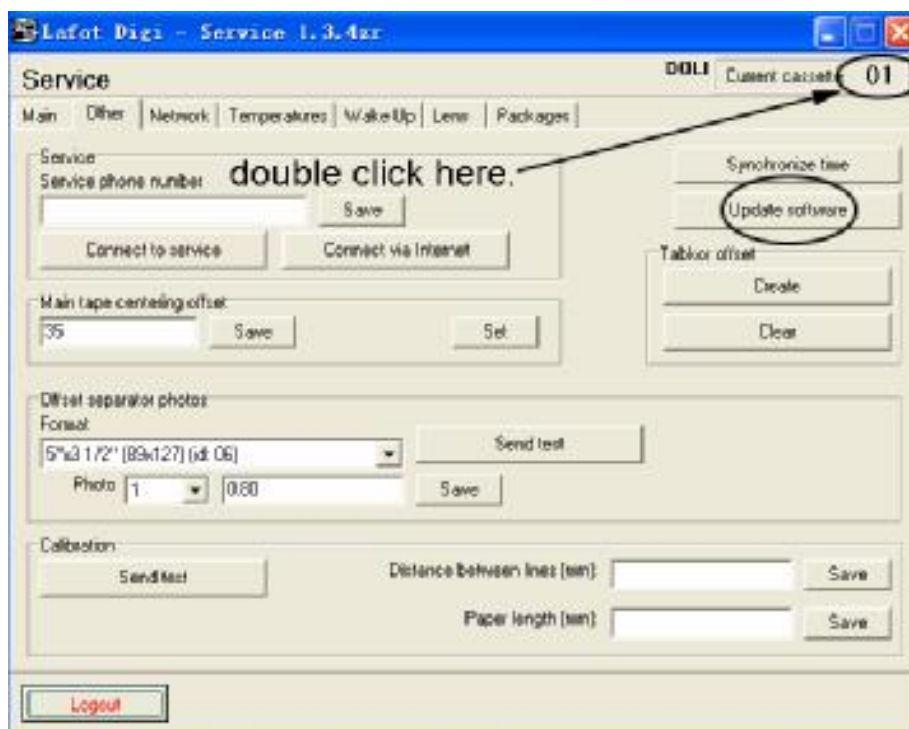 Lafot Digi - Service 1.3.4sr
Service
DOLI Current cassette 01
Main Other Network Temperatures WakeUp Lens Packages
Service
double click here.
Service phone number
Save
Synchronize time
Update software
Connect to service Connect via Internet
Main tape centering offset
35 Save Set
offset
Create
Clear
Offset separator photos
Format
5"x3 1/2" (89x127) (id: 06)
Send test
Photo 1 0.80 Save
Calibration
Send test
Distance between lines (mm) Save
Paper length (mm) Save
Logout